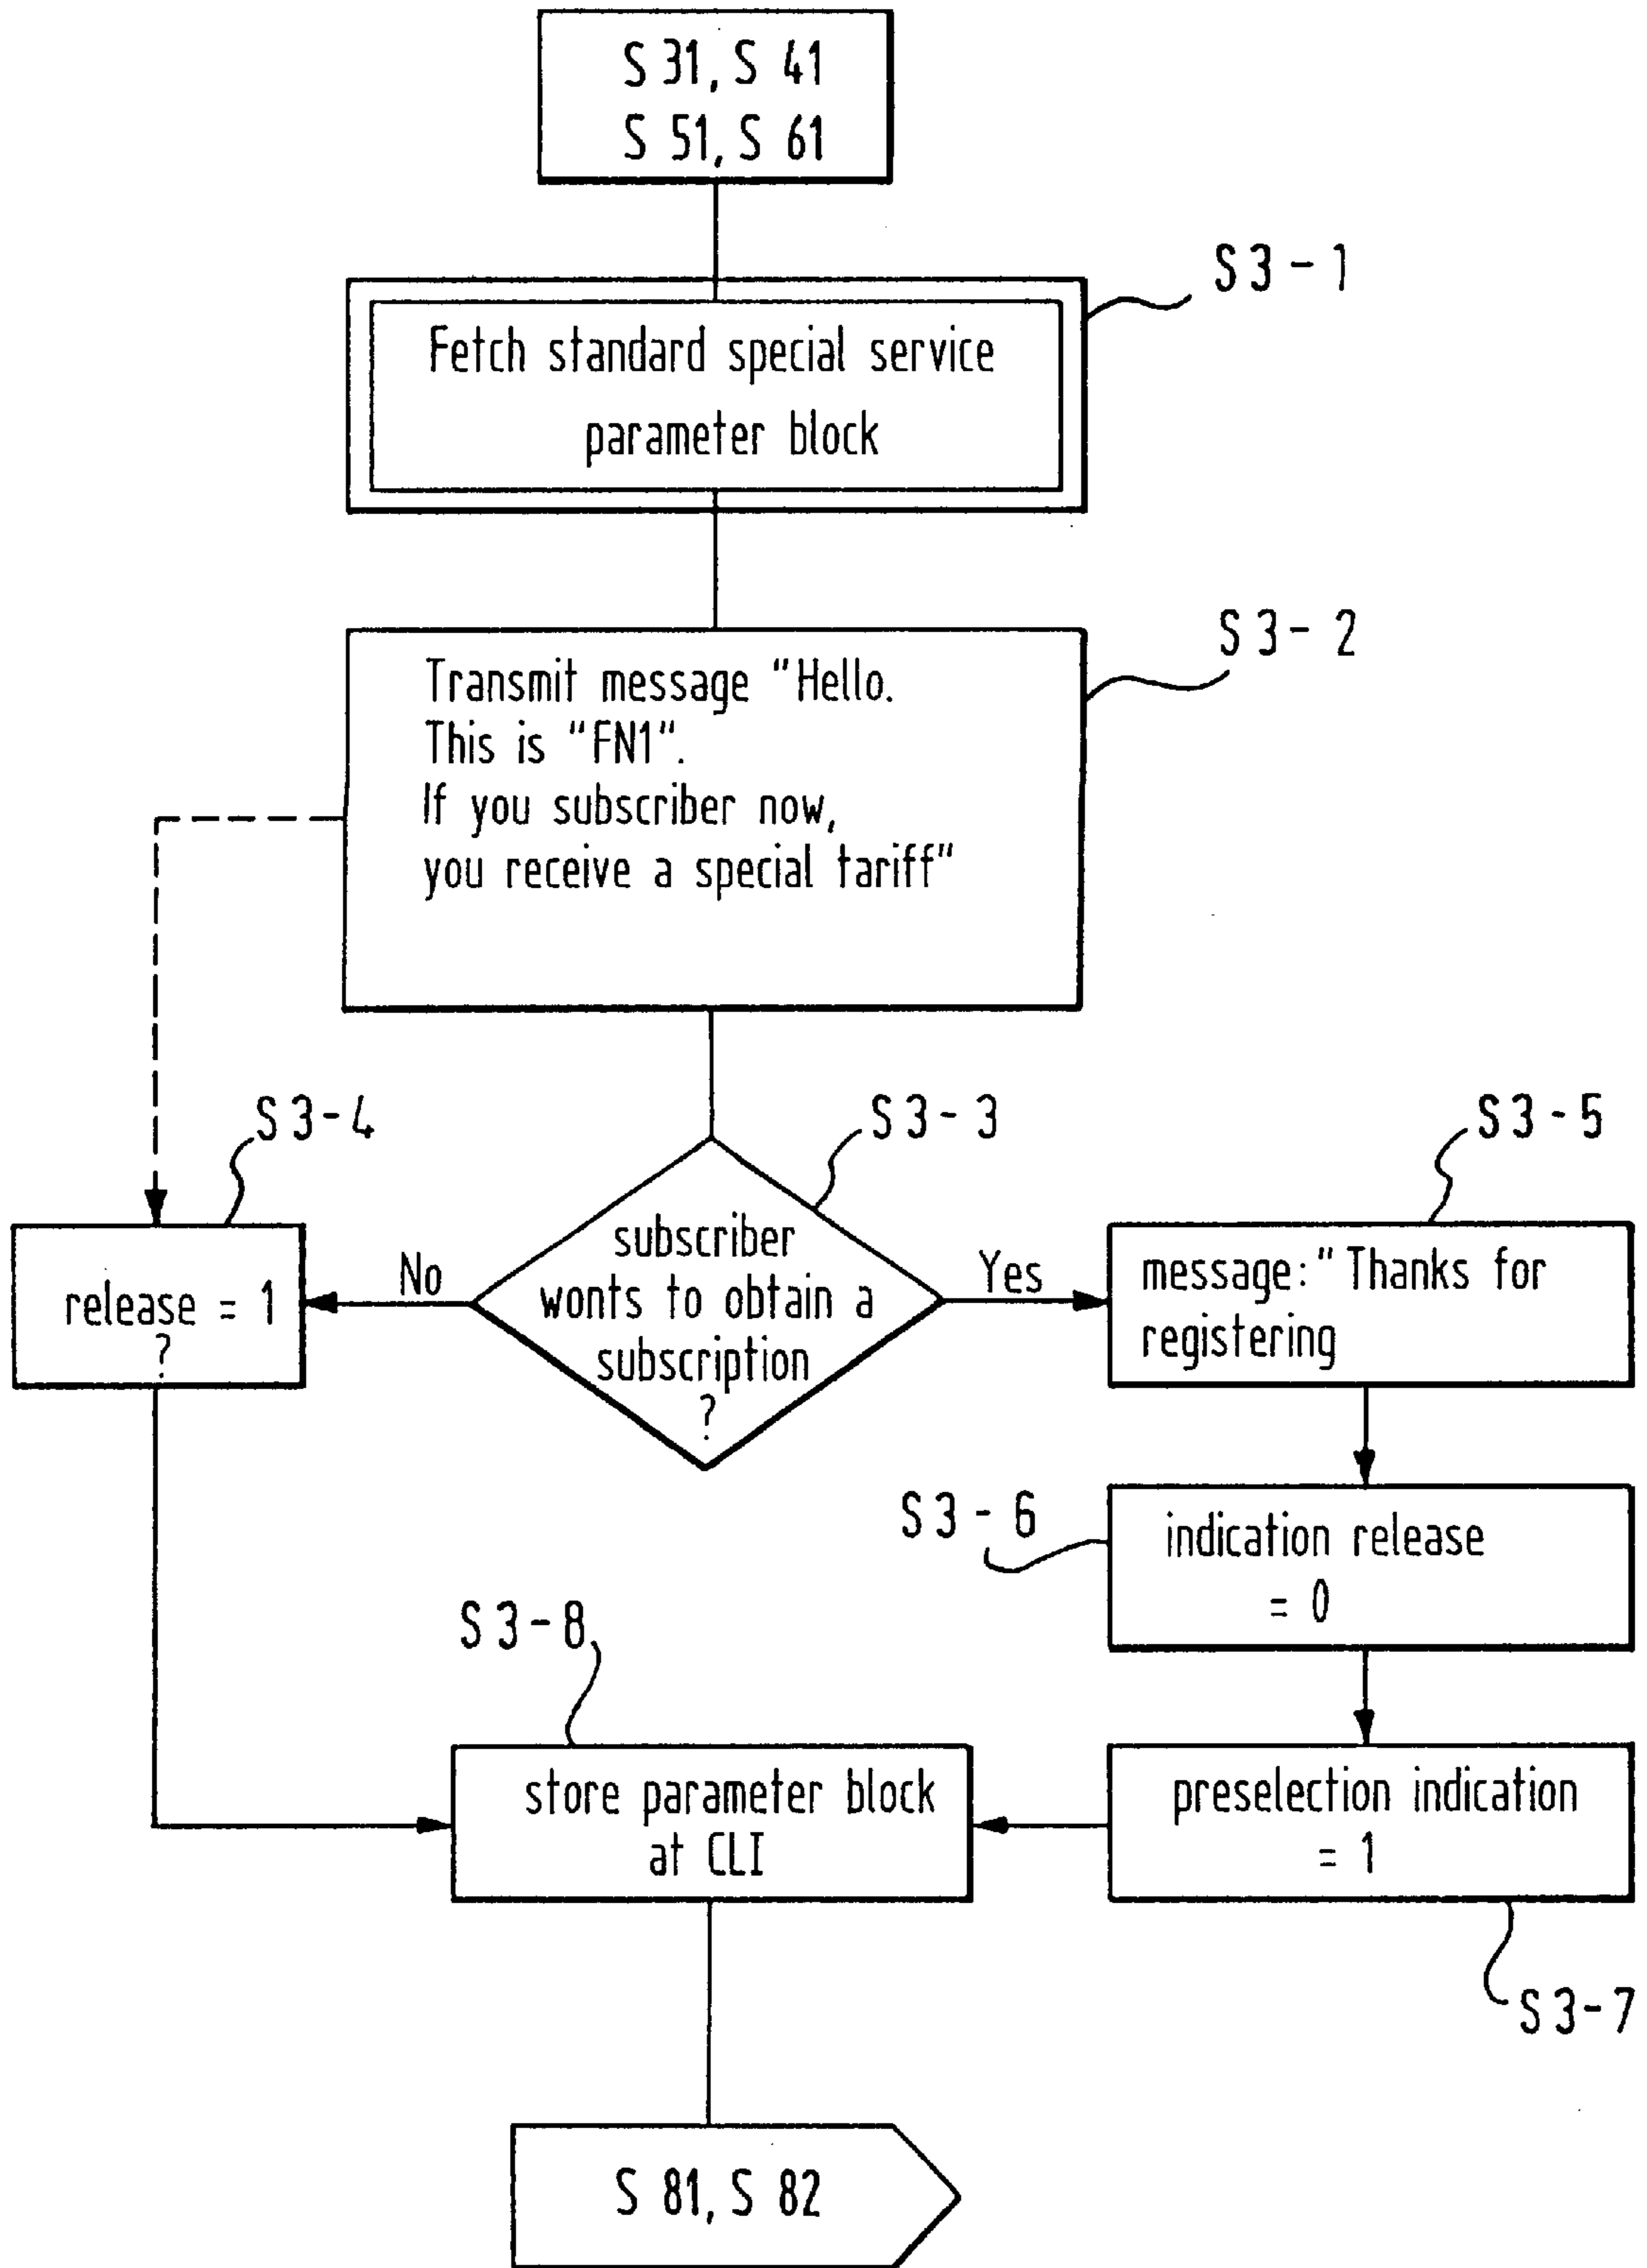 S 31, S 41
S 51, S 61
S 3 - 1
Fetch standard special service
parameter block
S 3 - 2
Transmit message "Hello.
This is "FN1".
If you subscriber now,
you receive a special tariff"
S 3-4
S 3- 3
S 3-5
release = 1
?
No
subscriber
wonts to obtain a
subscription
?
Yes
message: "Thanks for
registering
S 3 - 6
indication release
= 0
S 3-8
store parameter block
at CLI
preselection indication
= 1
S 3-7
S 81, S 82